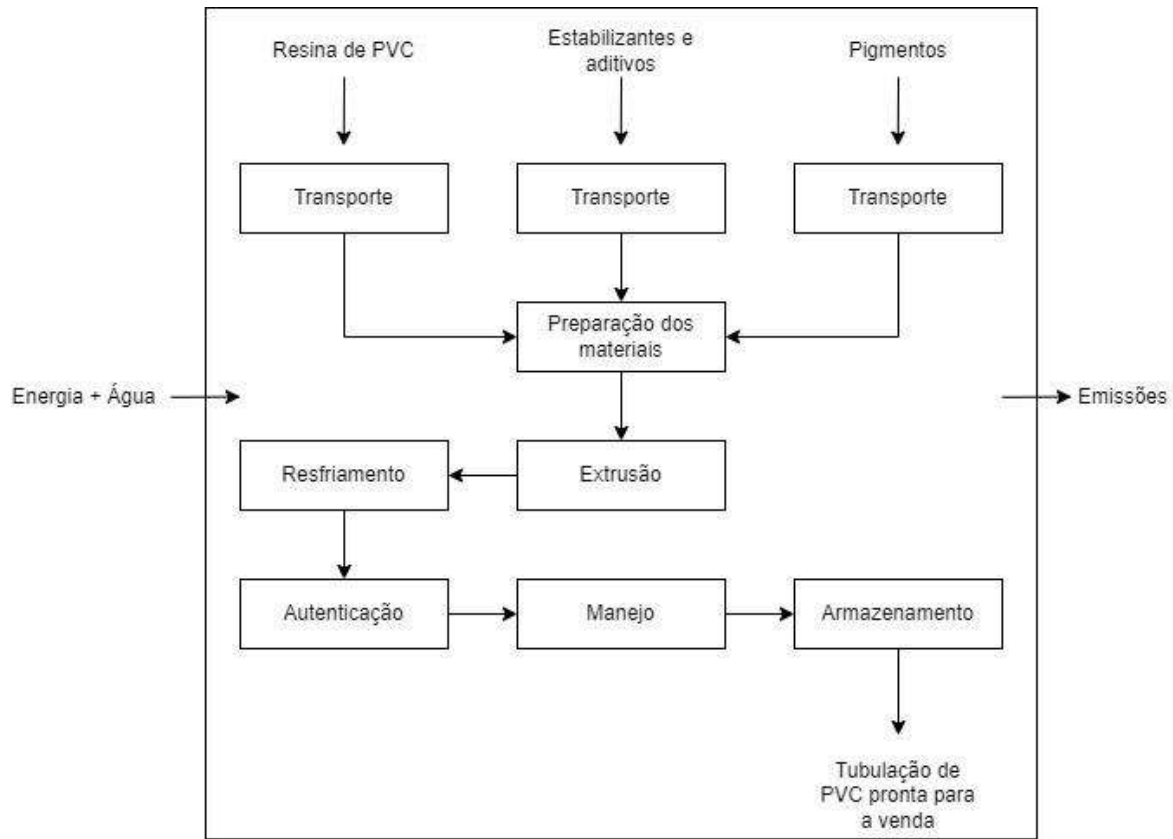 Resina de PVC
Estabilizantes e
aditivos
Pigmentos
Transporte
Transporte
Transporte
Preparação dos
materiais
Energia + Água
Emissões
Resfriamento
Extrusão
Autenticação
Manejo
Armazenamento
Tubulação de
PVC pronta para
a venda